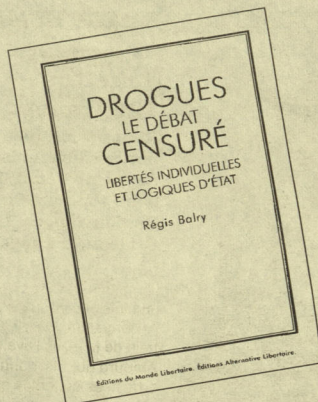 DROGUES
LE DÉBAT
CENSURÉ
LIBERTÉS INDIVIDUELLES
ET LOGIQUES D'ÉTAT
Régis Balry
Éditions du Monde Libertaire. Éditions Alternative Libertaire.